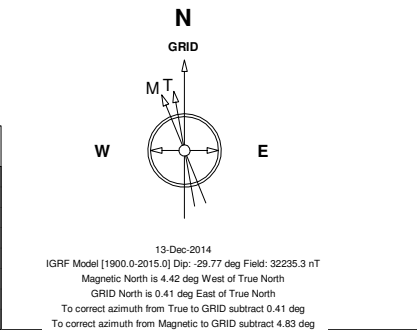 N
GRID
M T
W E
13-Dec-2014
IGRF Model [1900.0-2015.0] Dip: -29.77 deg Field: 32235.3 nT
Magnetic North is 4.42 deg West of True North
GRID North is 0.41 deg East of True North
To correct azimuth from True to GRID subtract 0.41 deg
To correct azimuth from Magnetic to GRID subtract 4.83 deg